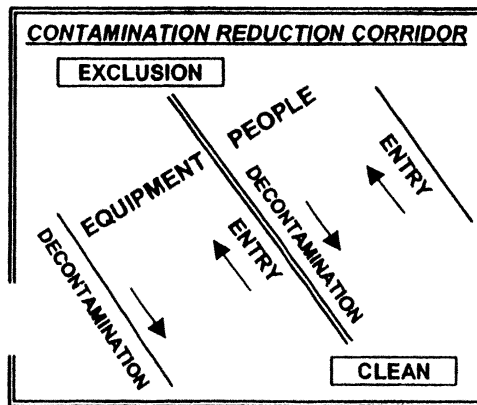 CONTAMINATION REDUCTION CORRIDOR
EXCLUSION
EQUIPMENT PEOPLE
DECONTAMINATION
ENTRY
DECONTAMINATION
ENTRY
CLEAN